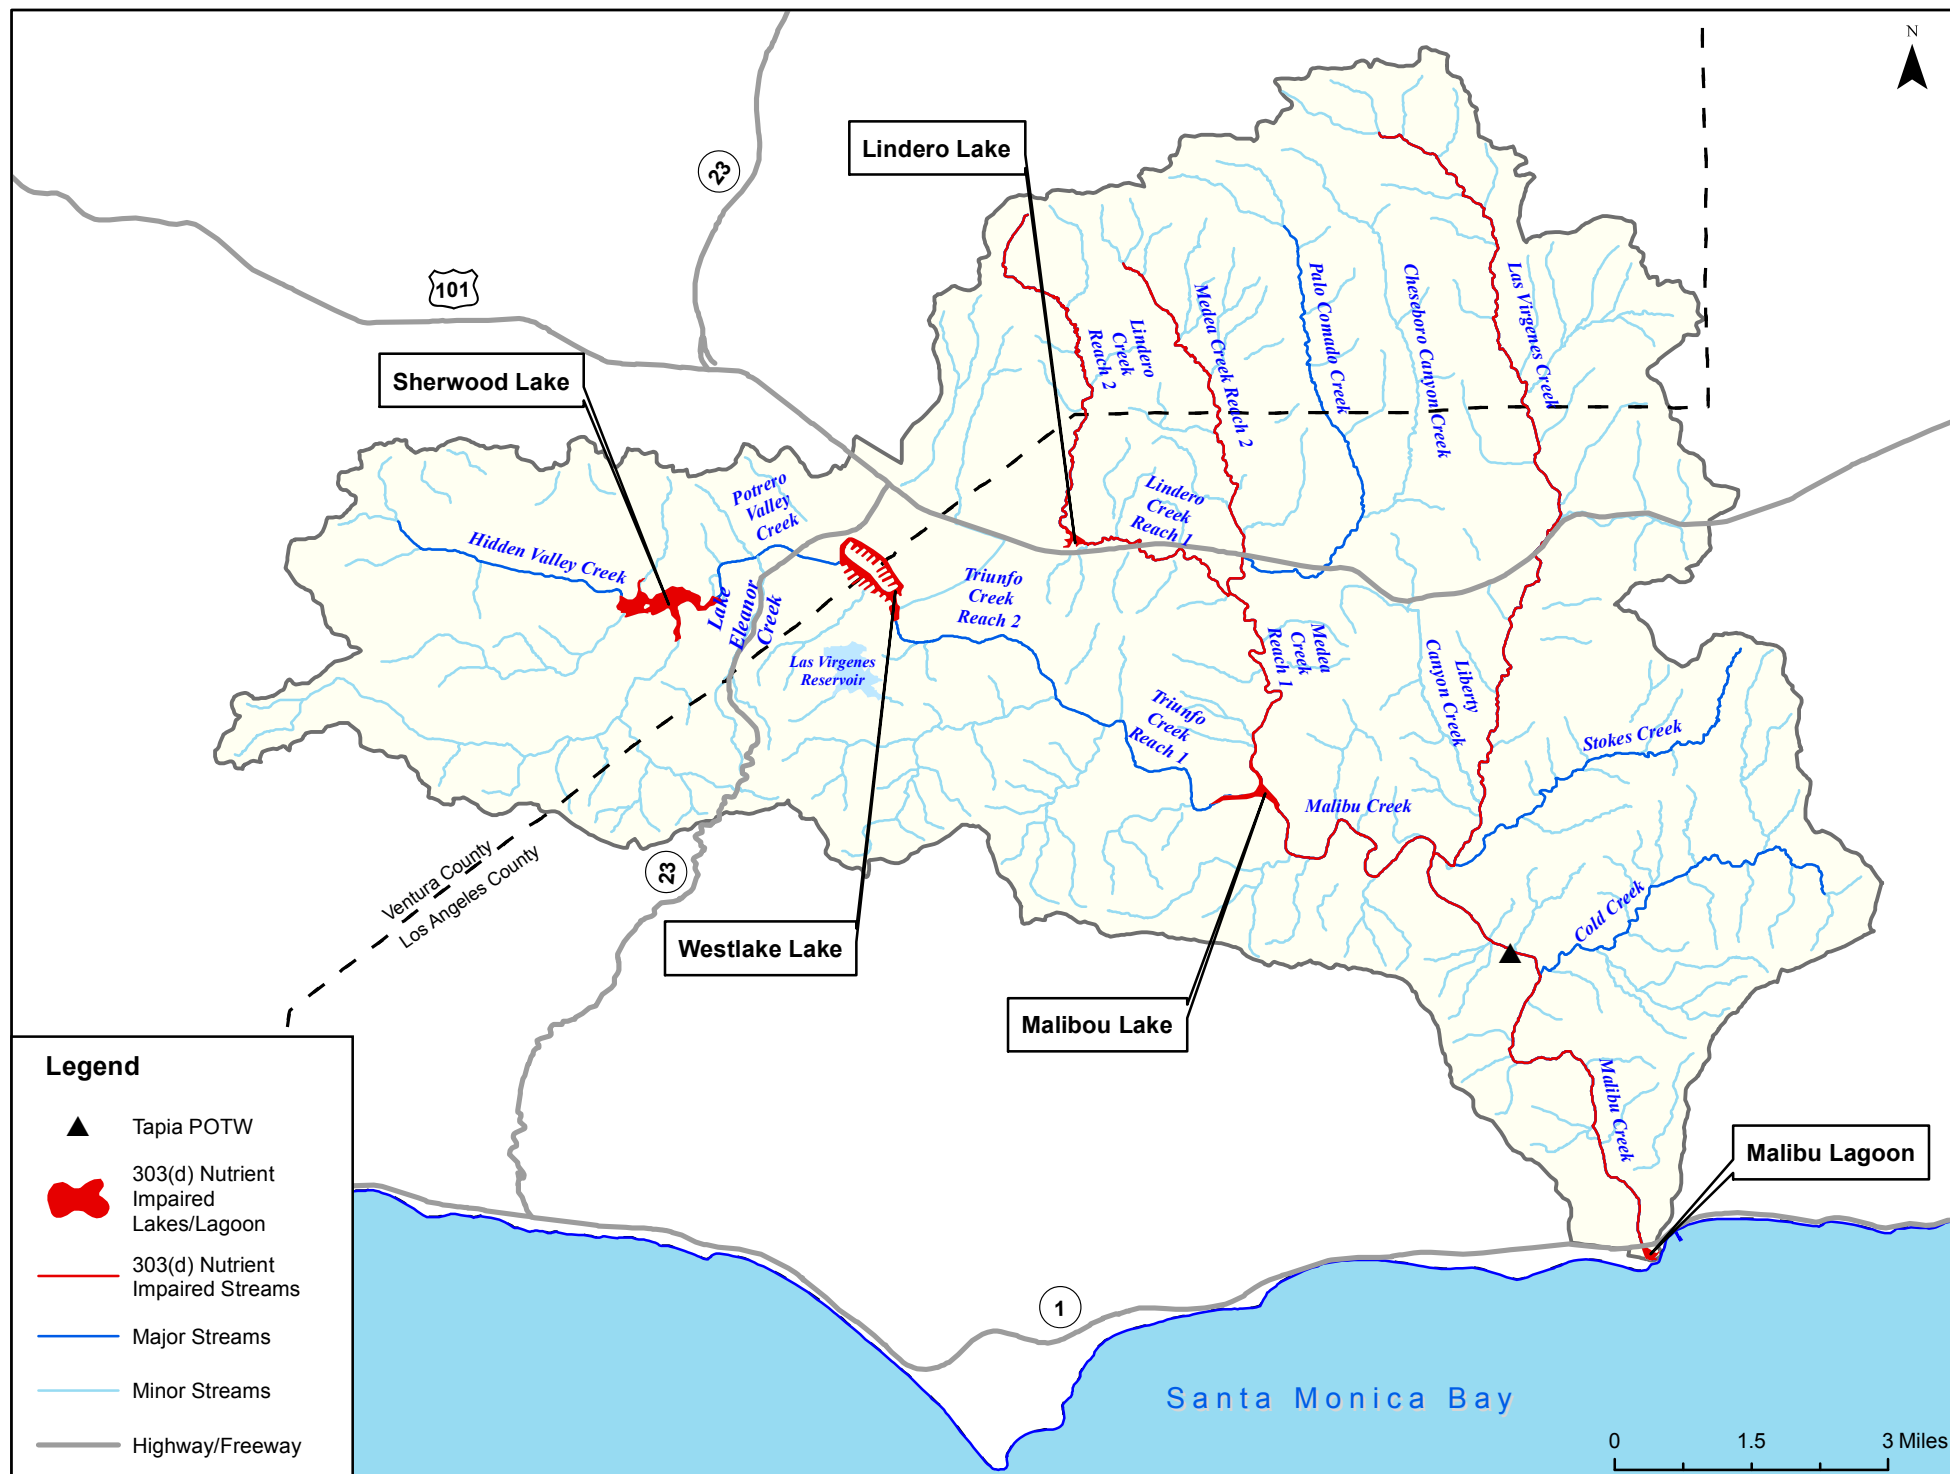 N
23
Lindero Lake
101
Sherwood Lake
Lindero
Creek
Reach 2
Medea Creek Reach 2
Palo Comado Creek
Cheseboro Canyon Creek
Las Virgenes Creek
Potrero
Valley
Creek
Hidden Valley Creek
Lindero
Creek
Reach 1
Lake
Eleanor
Creek
Triunfo
Creek
Reach 2
Las Virgenes
Reservoir
Medea
Creek
Reach 1
Liberty
Canyon Creek
Triunfo
Creek
Reach 1
Stokes Creek
Malibu Creek
Ventura County
Los Angeles County
23
Cold Creek
Westlake Lake
Malibou Lake
Malibu Creek
Malibu Lagoon
Legend
Tapia POTW
303(d) Nutrient
Impaired
Lakes/Lagoon
303(d) Nutrient
Impaired Streams
Major Streams
Minor Streams
Highway/Freeway
1
Santa Monica Bay
0 1.5 3 Miles